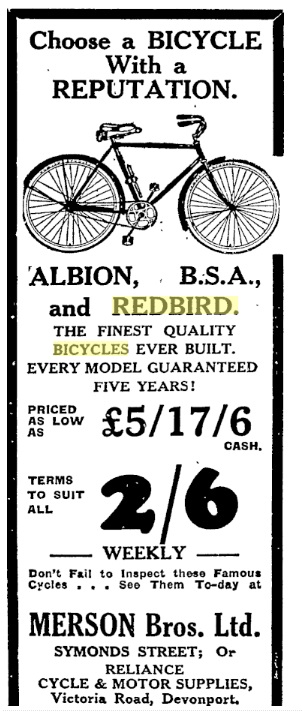 Choose a BICYCLE
With a
REPUTATION.
ALBION, B.S.A.,
and REDBIRD.
THE FINEST QUALITY
BICYCLES EVER BUILT.
EVERY MODEL GUARANTEED
FIVE YEARS!
PRICED
AS LOW
AS
£5/17/6
CASH.
TERMS
TO SUIT
ALL
2/6
WEEKLY
Don't Fail to Inspect these Famous
Cycles . . . See Them To-day at
MERSON Bros. Ltd.
SYMONDS STREET; Or
RELIANCE
CYCLE & MOTOR SUPPLIES,
Victoria Road, Devonport.